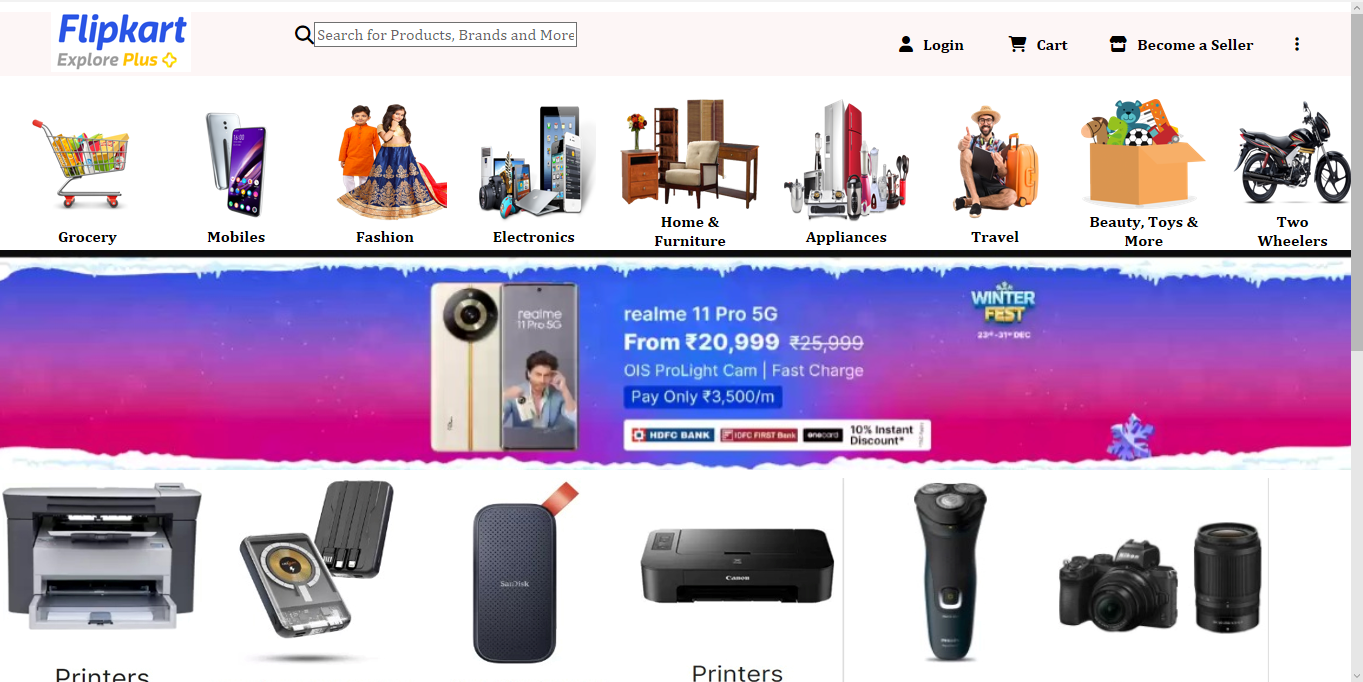 Flipkart
Explore Plus
Search for Products, Brands and More
Login
Cart
Become a Seller
Grocery
Mobiles
Fashion
Electronics
Home &
Furniture
Appliances
Travel
Beauty, Toys &
More
Two
Wheelers
realme
11 Pro 5G
realme 11 Pro 5G
From ₹20,999 ₹25,999
OIS ProLight Cam | Fast Charge
Pay Only ₹3,500/m
HDFC BANK
IDFC FIRST Bank
onecard
10% Instant
Discount*
WINTER
FEST
23rd-31st DEC
SanDisk
Canon
Nikon
Printers
Printers